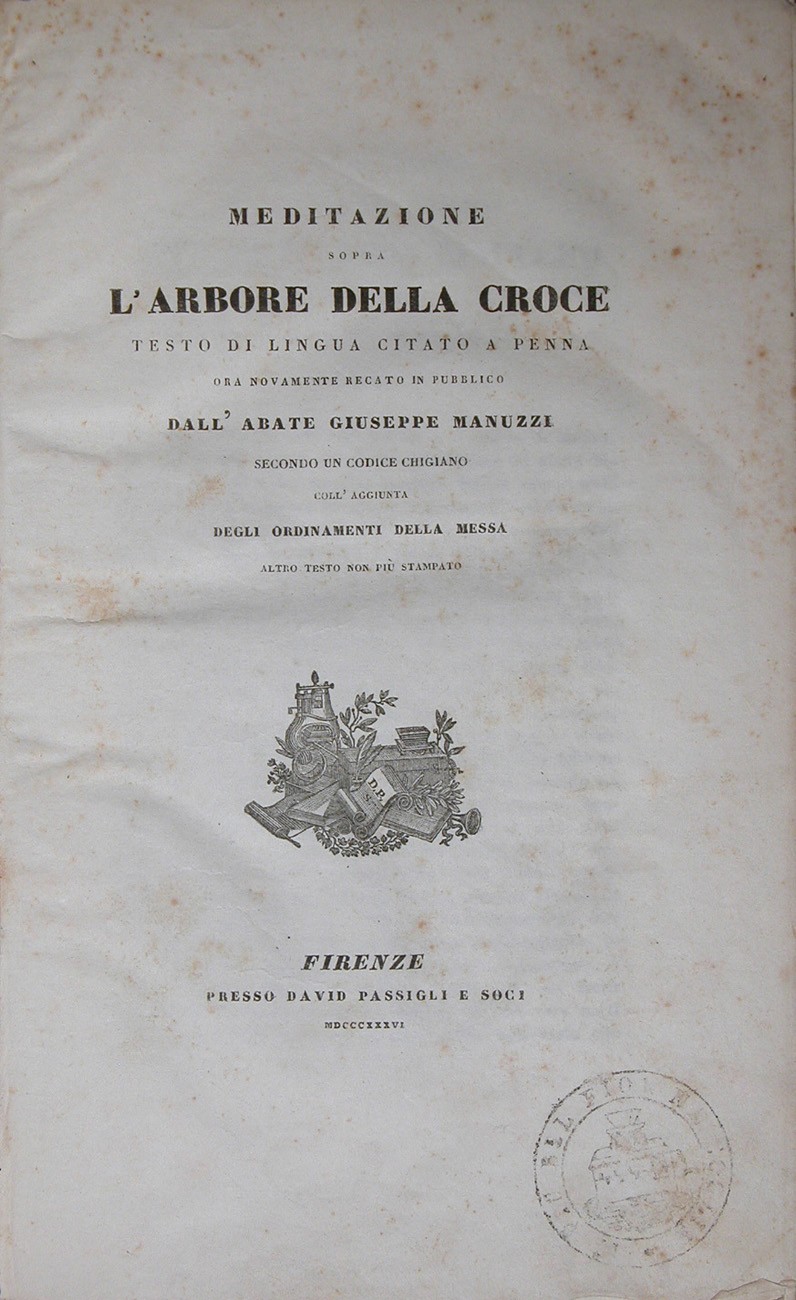 MEDITAZIONE
SOPRA
L'ARBORE DELLA CROCE
TESTO DI LINGUA CITATO A PENNA
ORA NOVAMENTE RECATO IN PUBBLICO
DALL' ABATE GIUSEPPE MANUZZI
SECONDO UN CODICE CHIGIANO
COLL' AGGIUNTA
DEGLI ORDINAMENTI DELLA MESSA
ALTRO TESTO NON PIÙ STAMPATO
D.P.
S.
FIRENZE
PRESSO DAVID PASSIGLI E SOCI
MDCCCXXXVI